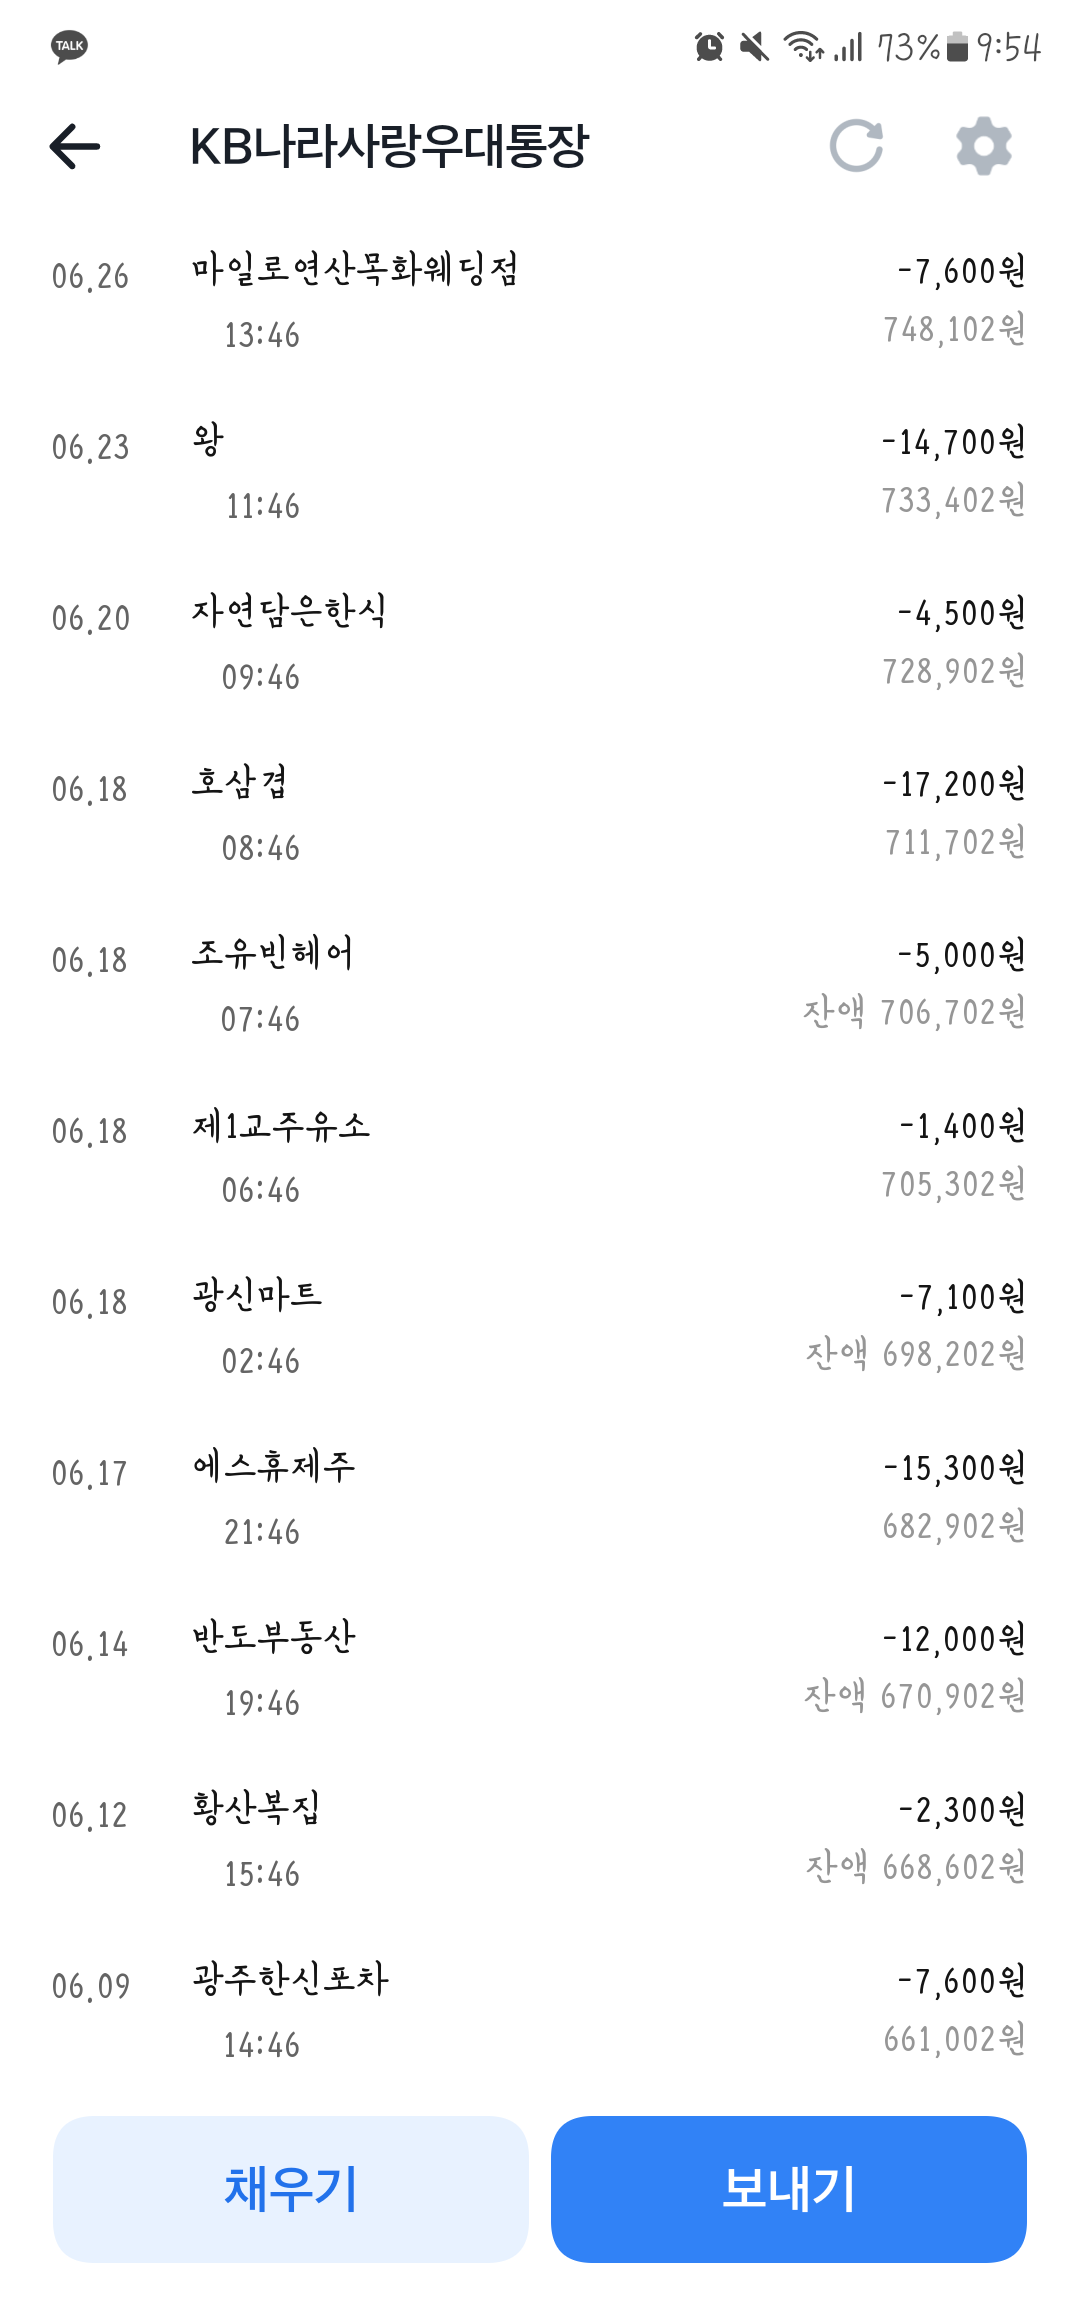 TALK 73% 9:54
KB나라사랑우대통장
06.26 마일로연산목화웨딩점 -7,600원
13:46 748,102원
06.23 왕 -14,700원
11:46 733,402원
06.20 자연담은한식 -4,500원
09:46 728,902원
06.18 호삼겹 -17,200원
08:46 711,702원
06.18 조유빈헤어 -5,000원
07:46 잔액 706,702원
06.18 제1교주유소 -1,400원
06:46 705,302원
06.18 광신마트 -7,100원
02:46 잔액 698,202원
06.17 에스휴제주 -15,300원
21:46 682,902원
06.14 반도부동산 -12,000원
19:46 잔액 670,902원
06.12 황산복집 -2,300원
15:46 잔액 668,602원
06.09 광주한신포차 -7,600원
14:46 661,002원
채우기 보내기